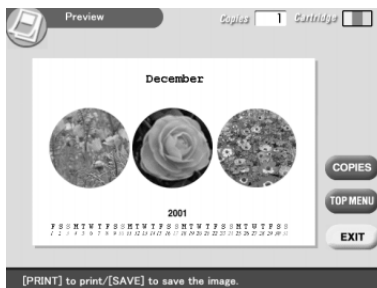 Preview
Copies 1 Cartridge
December
2001
F S S M T W T F S S M T W T F S S M T W T F S S M T W T F S S
COPIES
TOP MENU
EXIT
[PRINT] to print/[SAVE] to save the image.